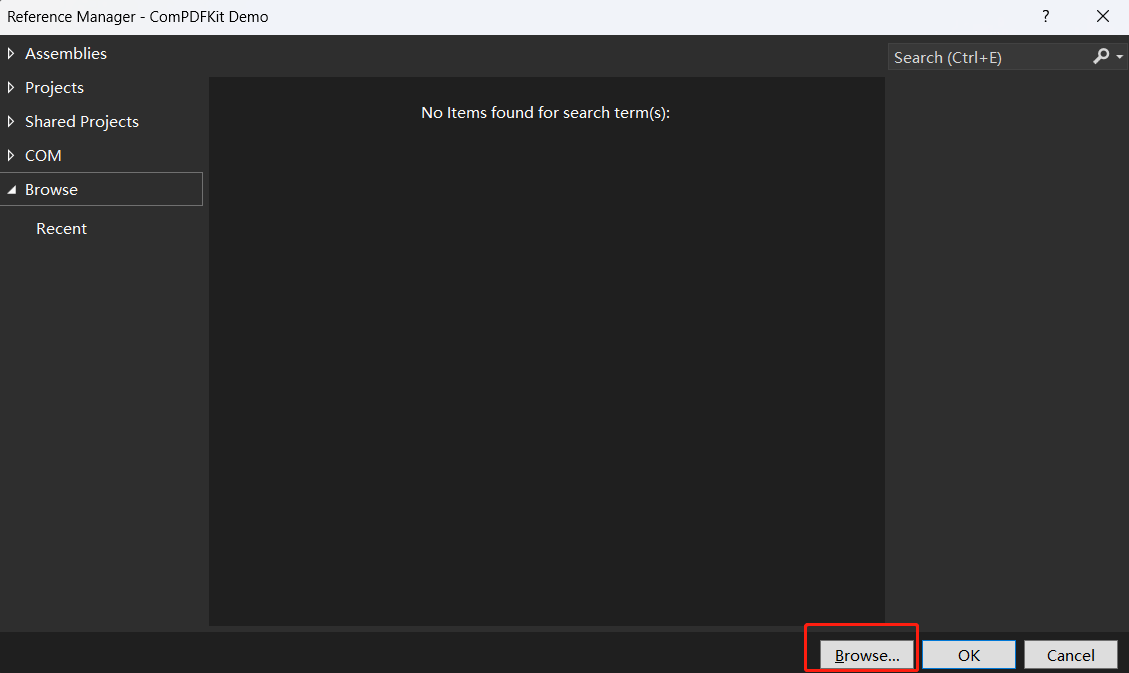 Reference Manager - ComPDFKit Demo
?
Assemblies
Search (Ctrl+E)
Projects
No Items found for search term(s):
Shared Projects
COM
Browse
Recent
Browse...
OK
Cancel